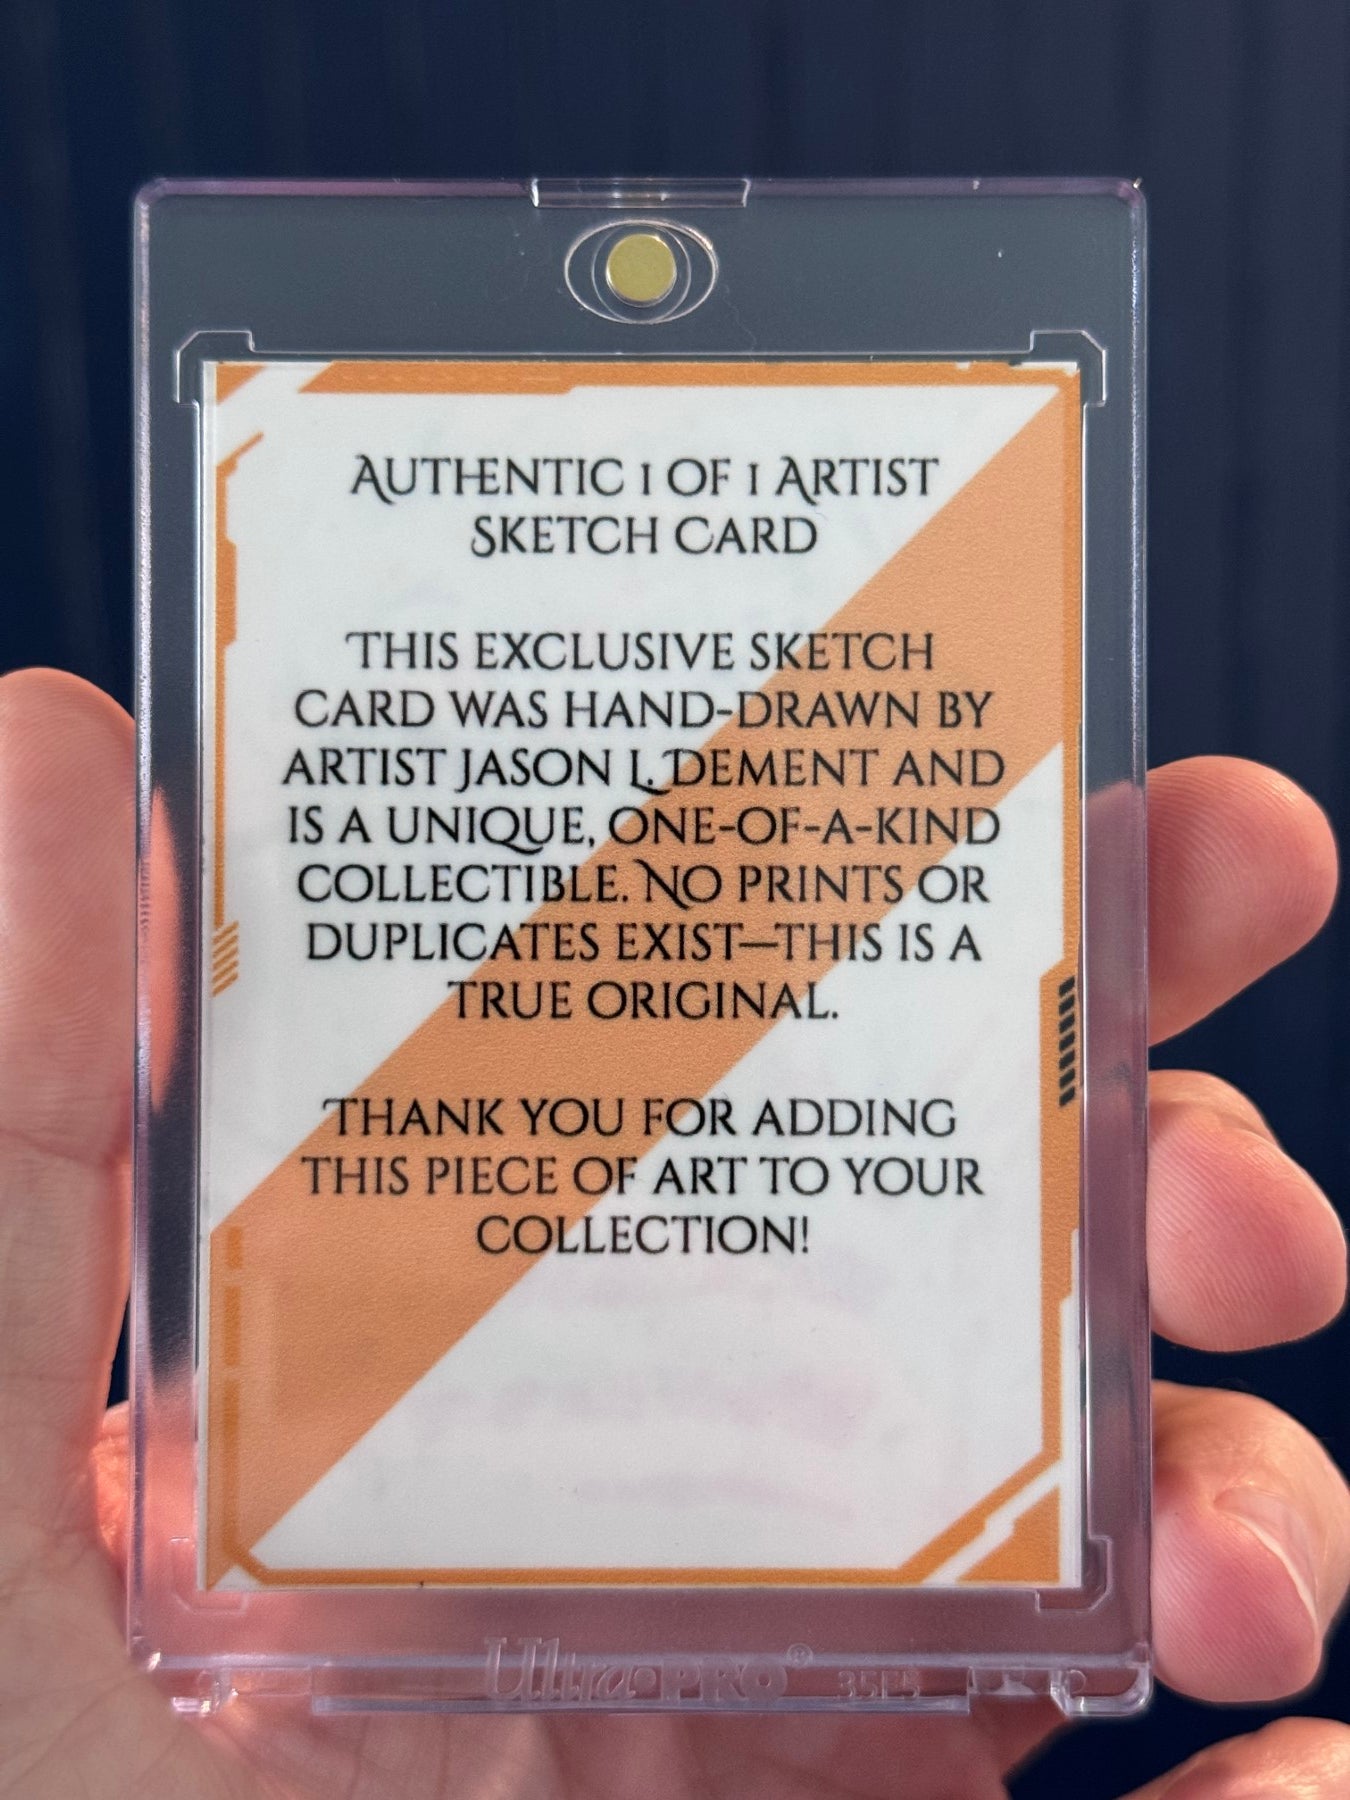 AUTHENTIC 1 OF 1 ARTIST
SKETCH CARD
THIS EXCLUSIVE SKETCH
CARD WAS HAND-DRAWN BY
ARTIST JASON L. DEMENT AND
IS A UNIQUE, ONE-OF-A-KIND
COLLECTIBLE. NO PRINTS OR
DUPLICATES EXIST—THIS IS A
TRUE ORIGINAL.
THANK YOU FOR ADDING
THIS PIECE OF ART TO YOUR
COLLECTION!
Ultra•PRO®